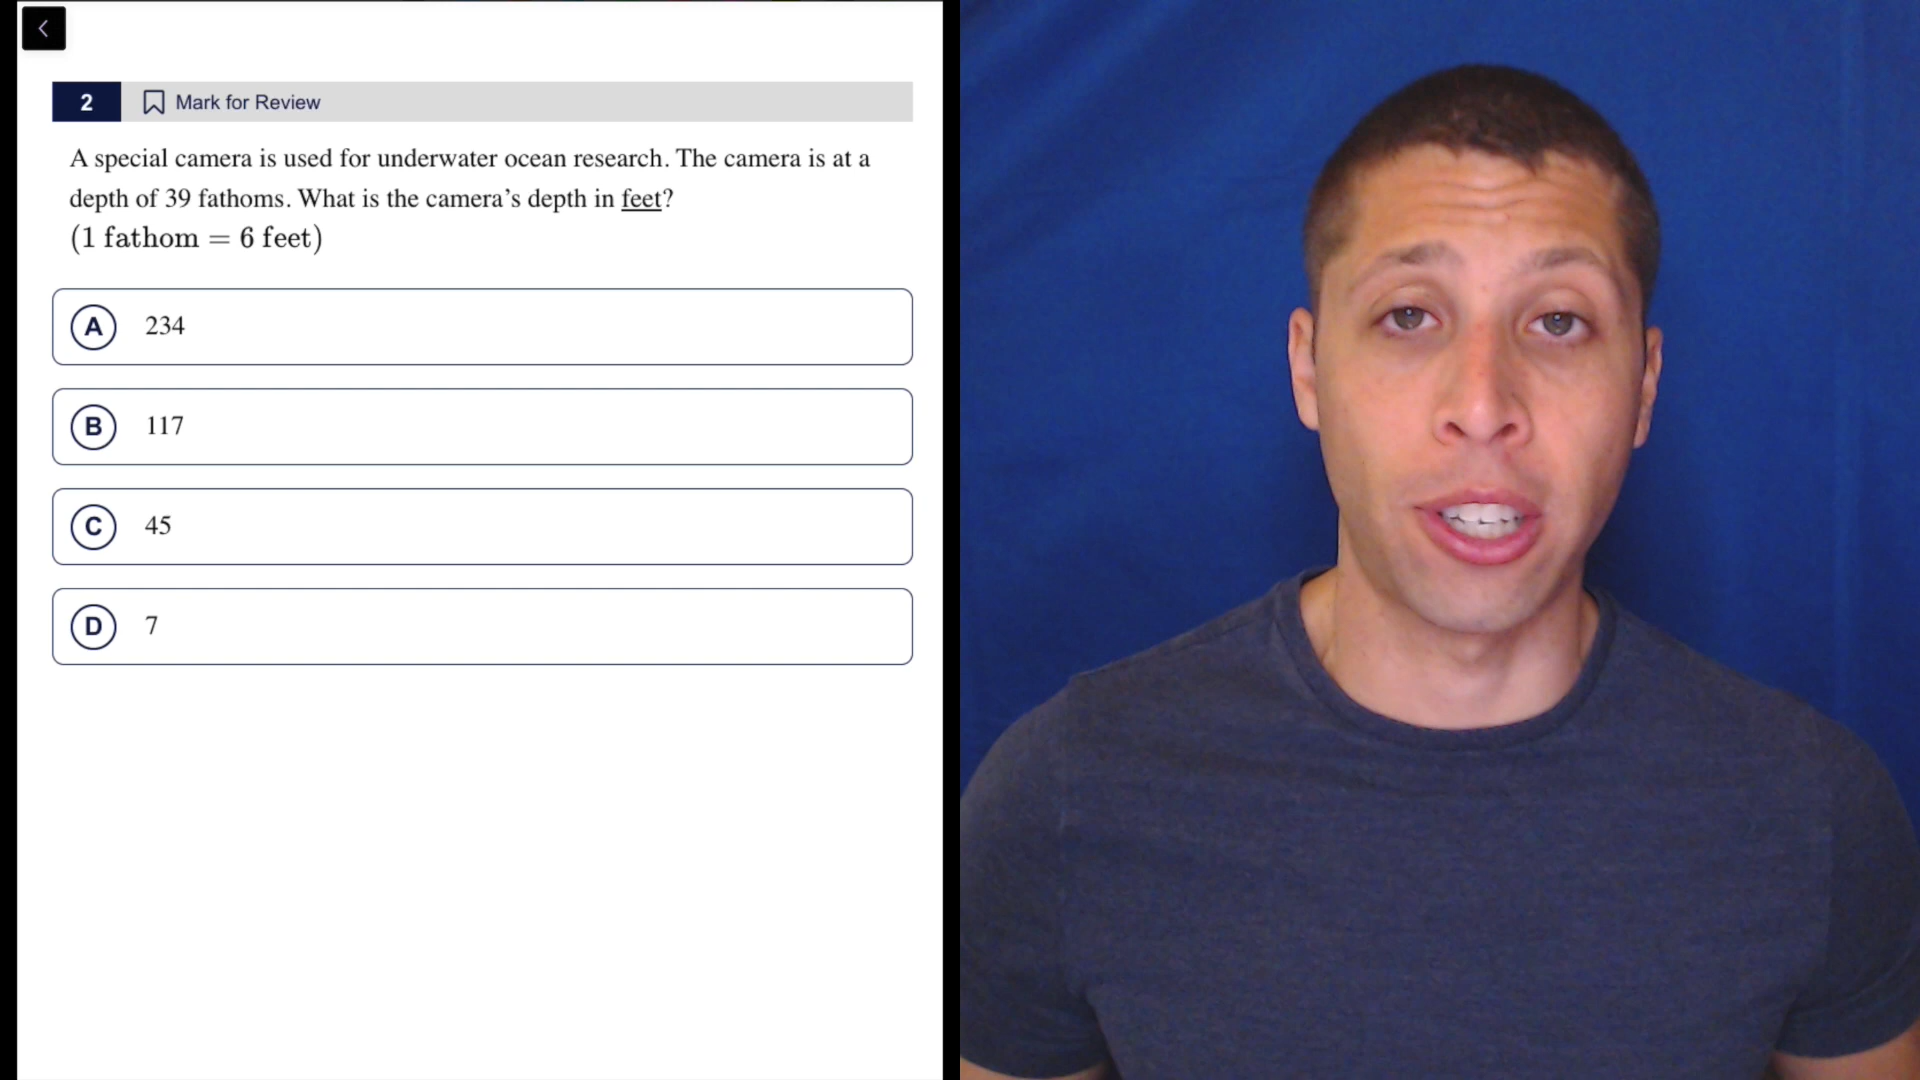 2
Mark for Review
A special camera is used for underwater ocean research. The camera is at a
depth of 39 fathoms. What is the camera’s depth in feet?
(1 fathom = 6 feet)
A 234
B 117
C 45
D 7